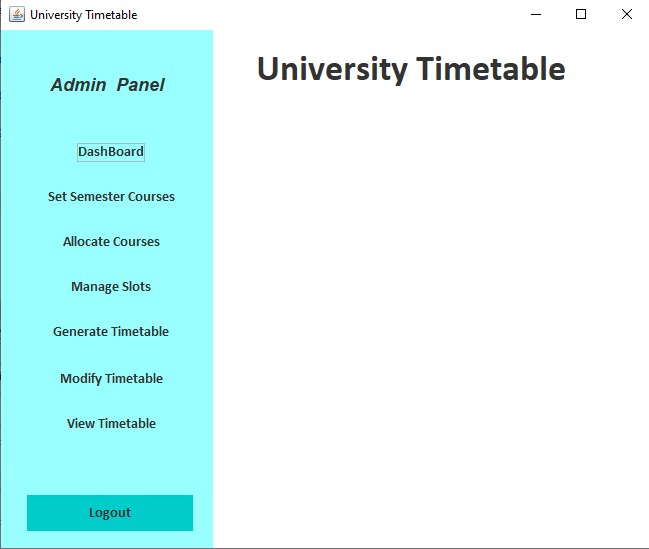 University Timetable
Admin Panel
DashBoard
Set Semester Courses
Allocate Courses
Manage Slots
Generate Timetable
Modify Timetable
View Timetable
Logout
University Timetable